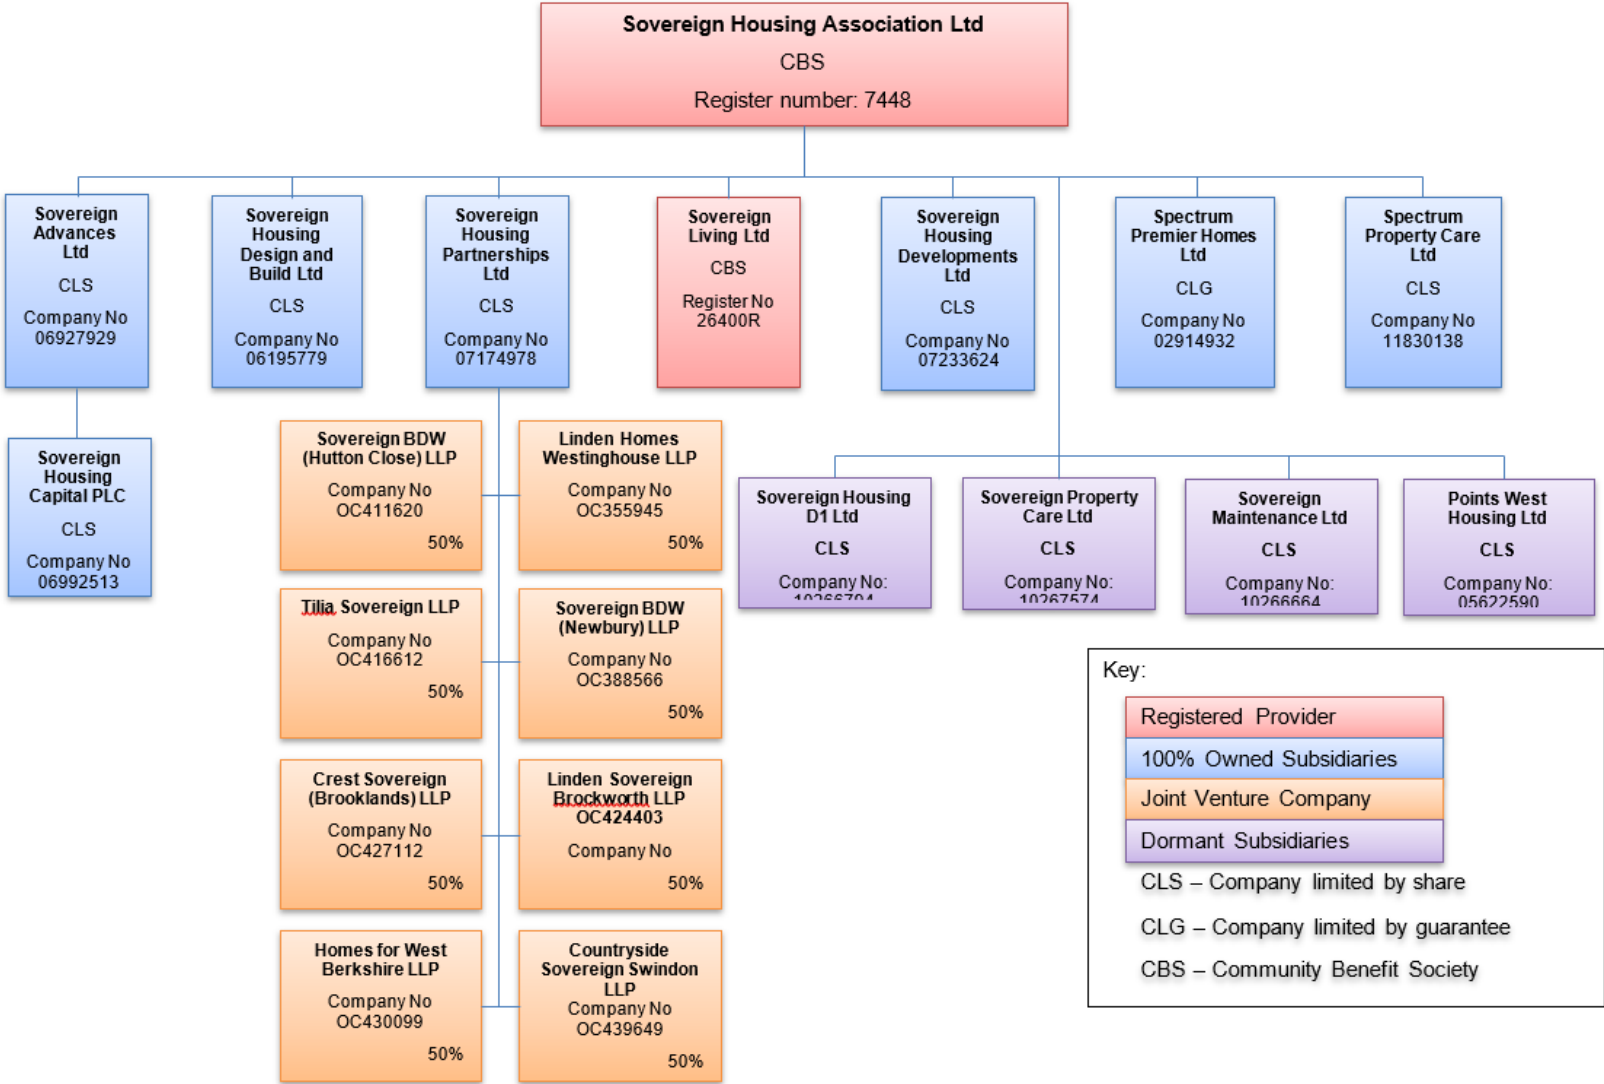 Sovereign Housing Association Ltd
CBS
Register number: 7448
Sovereign
Advances
Ltd
CLS
Company No
06927929
Sovereign
Housing
Design and
Build Ltd
CLS
Company No
06195779
Sovereign
Housing
Partnerships
Ltd
CLS
Company No
07174978
Sovereign
Living Ltd
CBS
Register No
26400R
Sovereign
Housing
Developments
Ltd
CLS
Company No
07233624
Spectrum
Premier Homes
Ltd
CLG
Company No
02914932
Spectrum
Property Care
Ltd
CLS
Company No
11830138
Sovereign
Housing
Capital PLC
CLS
Company No
06992513
Sovereign BDW
(Hutton Close) LLP
Company No
OC411620
50%
Linden Homes
Westinghouse LLP
Company No
OC355945
50%
Tilia Sovereign LLP
Company No
OC416612
50%
Sovereign BDW
(Newbury) LLP
Company No
OC388566
50%
Crest Sovereign
(Brooklands) LLP
Company No
OC427112
50%
Linden Sovereign
Brockworth LLP
OC424403
Company No
50%
Homes for West
Berkshire LLP
Company No
OC430099
50%
Countryside
Sovereign Swindon
LLP
Company No
OC439649
50%
Sovereign Housing
D1 Ltd
CLS
Company No:
Sovereign Property
Care Ltd
CLS
Company No:
10267574
Sovereign
Maintenance Ltd
CLS
Company No:
10266664
Points West
Housing Ltd
CLS
Company No:
05622590
Key:
Registered Provider
100% Owned Subsidiaries
Joint Venture Company
Dormant Subsidiaries
CLS – Company limited by share
CLG – Company limited by guarantee
CBS – Community Benefit Society